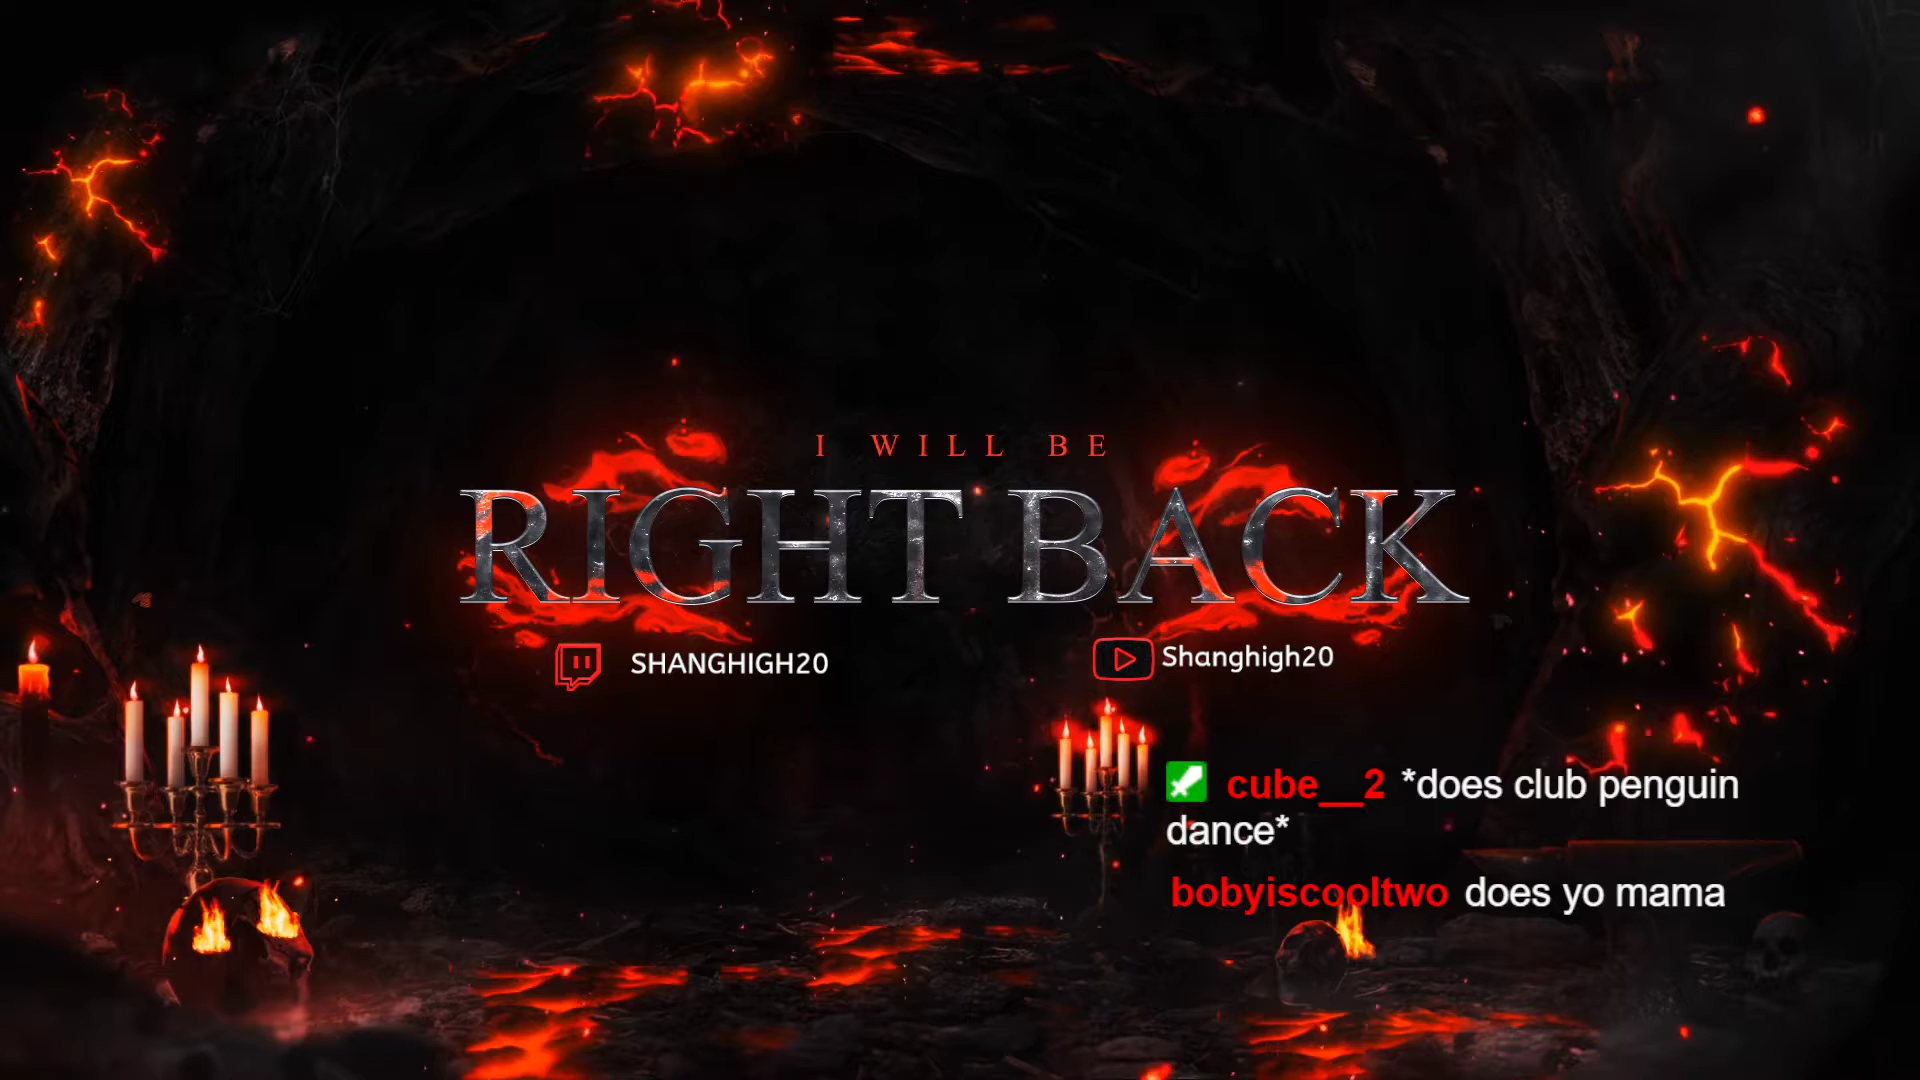 I WILL BE
RIGHT BACK
SHANGHIGH20
Shanghigh20
cube__2 *does club penguin
dance*
bobyiscooltwo does yo mama